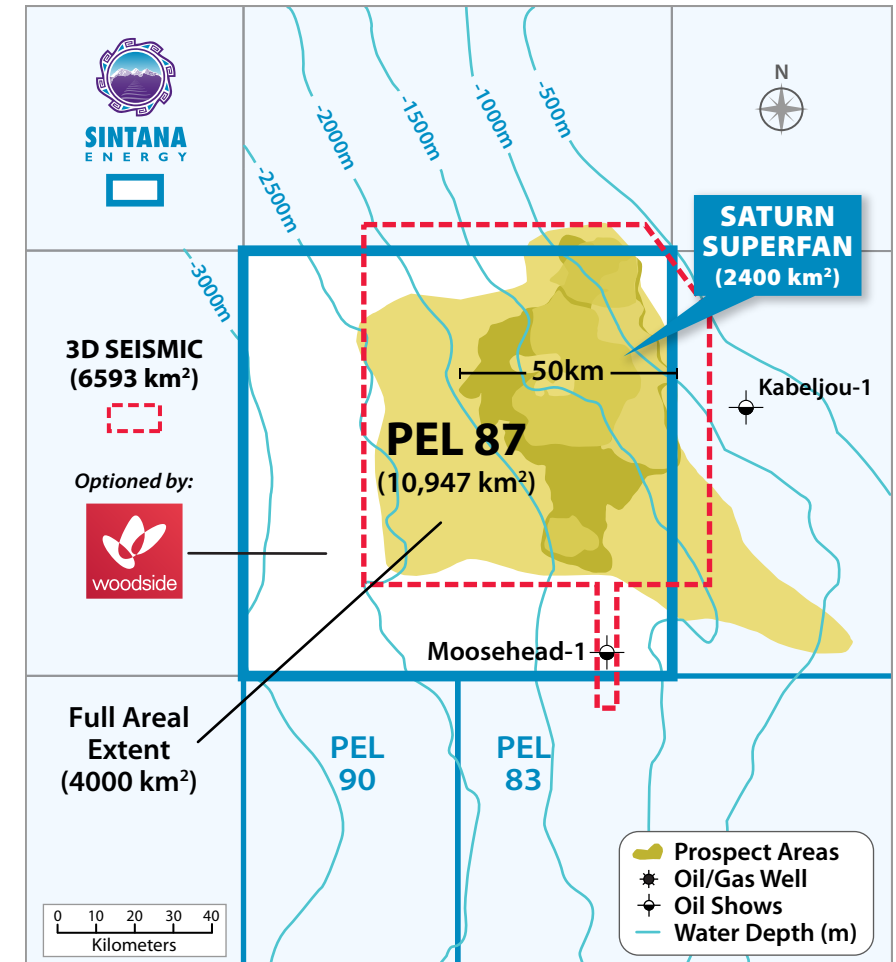 SINTANA
ENERGY
N
-500m
-1000m
-1500m
-2000m
-2500m
-3000m
SATURN
SUPERFAN
(2400 km²)
3D SEISMIC
(6593 km²)
50km
Kabeljou-1
PEL 87
(10,947 km²)
Optioned by:
woodside
Moosehead-1
Full Areal
Extent
(4000 km²)
PEL
90
PEL
83
Prospect Areas
Oil/Gas Well
Oil Shows
Water Depth (m)
0 10 20 30 40
Kilometers